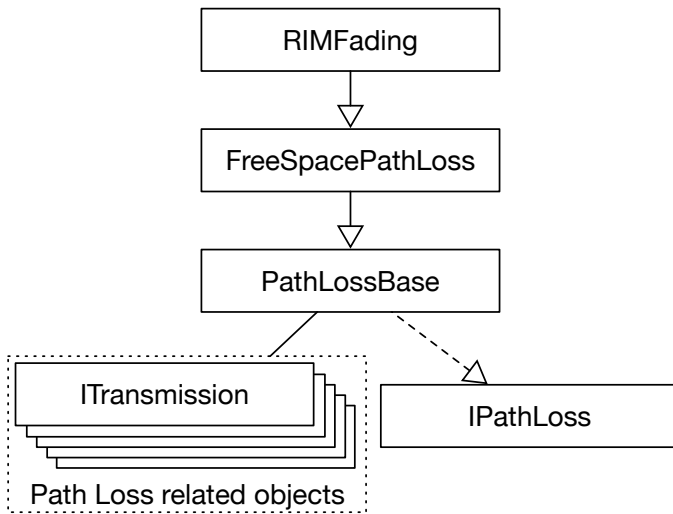 RIMFading
FreeSpacePathLoss
PathLossBase
ITransmission
IPathLoss
Path Loss related objects